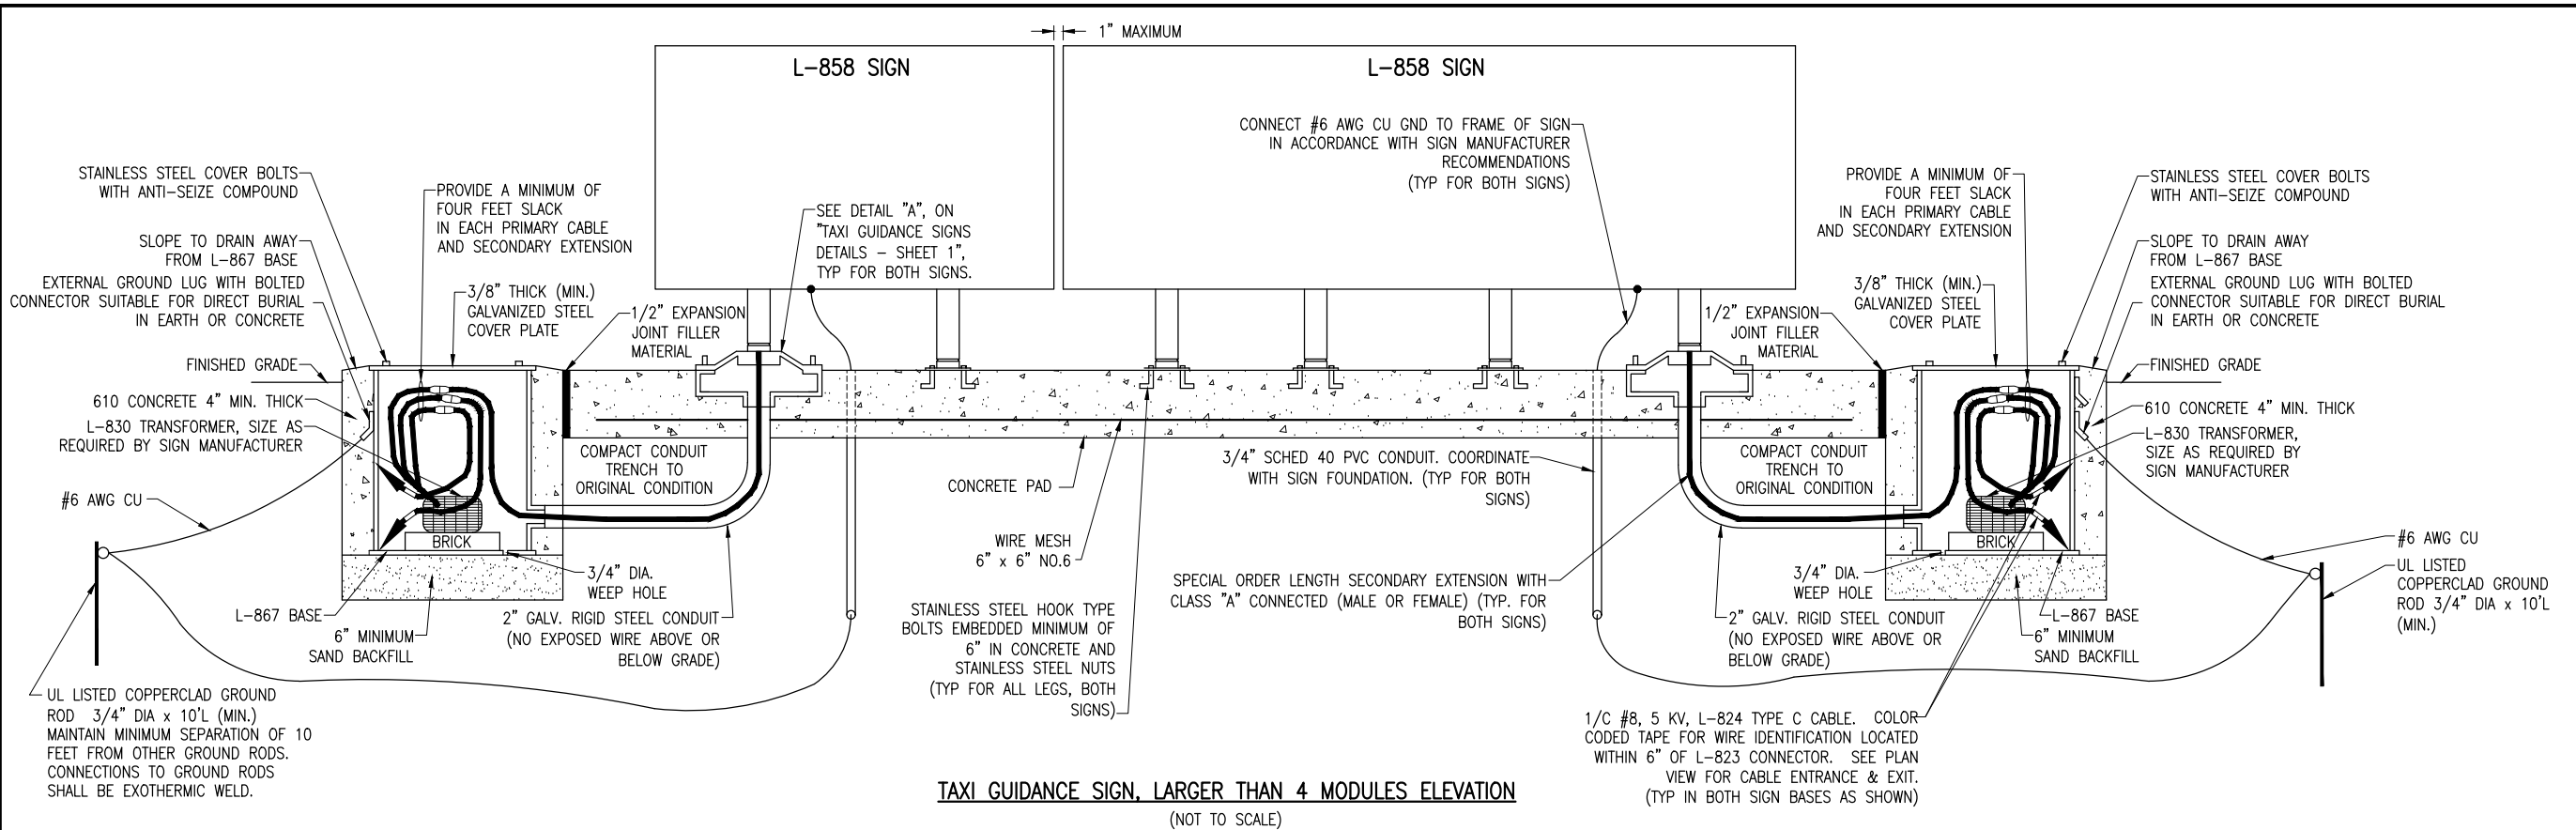 1" MAXIMUM
L-858 SIGN
L-858 SIGN
CONNECT #6 AWG CU GND TO FRAME OF SIGN
IN ACCORDANCE WITH SIGN MANUFACTURER
RECOMMENDATIONS
(TYP FOR BOTH SIGNS)
STAINLESS STEEL COVER BOLTS
WITH ANTI-SEIZE COMPOUND
PROVIDE A MINIMUM OF
FOUR FEET SLACK
IN EACH PRIMARY CABLE
AND SECONDARY EXTENSION
SEE DETAIL "A", ON
"TAXI GUIDANCE SIGNS
DETAILS - SHEET 1",
TYP FOR BOTH SIGNS.
PROVIDE A MINIMUM OF
FOUR FEET SLACK
IN EACH PRIMARY CABLE
AND SECONDARY EXTENSION
STAINLESS STEEL COVER BOLTS
WITH ANTI-SEIZE COMPOUND
SLOPE TO DRAIN AWAY
FROM L-867 BASE
SLOPE TO DRAIN AWAY
FROM L-867 BASE
EXTERNAL GROUND LUG WITH BOLTED
CONNECTOR SUITABLE FOR DIRECT BURIAL
IN EARTH OR CONCRETE
3/8" THICK (MIN.)
GALVANIZED STEEL
COVER PLATE
1/2" EXPANSION
JOINT FILLER
MATERIAL
1/2" EXPANSION
JOINT FILLER
MATERIAL
3/8" THICK (MIN.)
GALVANIZED STEEL
COVER PLATE
EXTERNAL GROUND LUG WITH BOLTED
CONNECTOR SUITABLE FOR DIRECT BURIAL
IN EARTH OR CONCRETE
FINISHED GRADE
FINISHED GRADE
610 CONCRETE 4" MIN. THICK
610 CONCRETE 4" MIN. THICK
L-830 TRANSFORMER, SIZE AS
REQUIRED BY SIGN MANUFACTURER
L-830 TRANSFORMER,
SIZE AS REQUIRED BY
SIGN MANUFACTURER
COMPACT CONDUIT
TRENCH TO
ORIGINAL CONDITION
CONCRETE PAD
3/4" SCHED 40 PVC CONDUIT. COORDINATE
WITH SIGN FOUNDATION. (TYP FOR BOTH
SIGNS)
COMPACT CONDUIT
TRENCH TO
ORIGINAL CONDITION
#6 AWG CU
#6 AWG CU
BRICK
BRICK
WIRE MESH
6" x 6" NO.6
3/4" DIA.
WEEP HOLE
3/4" DIA.
WEEP HOLE
SPECIAL ORDER LENGTH SECONDARY EXTENSION WITH
CLASS "A" CONNECTED (MALE OR FEMALE) (TYP. FOR
BOTH SIGNS)
UL LISTED
COPPERCLAD GROUND
ROD 3/4" DIA x 10'L
(MIN.)
L-867 BASE
L-867 BASE
6" MINIMUM
SAND BACKFILL
6" MINIMUM
SAND BACKFILL
2" GALV. RIGID STEEL CONDUIT
(NO EXPOSED WIRE ABOVE OR
BELOW GRADE)
STAINLESS STEEL HOOK TYPE
BOLTS EMBEDDED MINIMUM OF
6" IN CONCRETE AND
STAINLESS STEEL NUTS
(TYP FOR ALL LEGS, BOTH
SIGNS)
2" GALV. RIGID STEEL CONDUIT
(NO EXPOSED WIRE ABOVE OR
BELOW GRADE)
UL LISTED COPPERCLAD GROUND
ROD 3/4" DIA x 10'L (MIN.)
MAINTAIN MINIMUM SEPARATION OF 10
FEET FROM OTHER GROUND RODS.
CONNECTIONS TO GROUND RODS
SHALL BE EXOTHERMIC WELD.
1/C #8, 5 KV, L-824 TYPE C CABLE. COLOR
CODED TAPE FOR WIRE IDENTIFICATION LOCATED
WITHIN 6" OF L-823 CONNECTOR. SEE PLAN
VIEW FOR CABLE ENTRANCE & EXIT.
(TYP IN BOTH SIGN BASES AS SHOWN)
TAXI GUIDANCE SIGN, LARGER THAN 4 MODULES ELEVATION
(NOT TO SCALE)